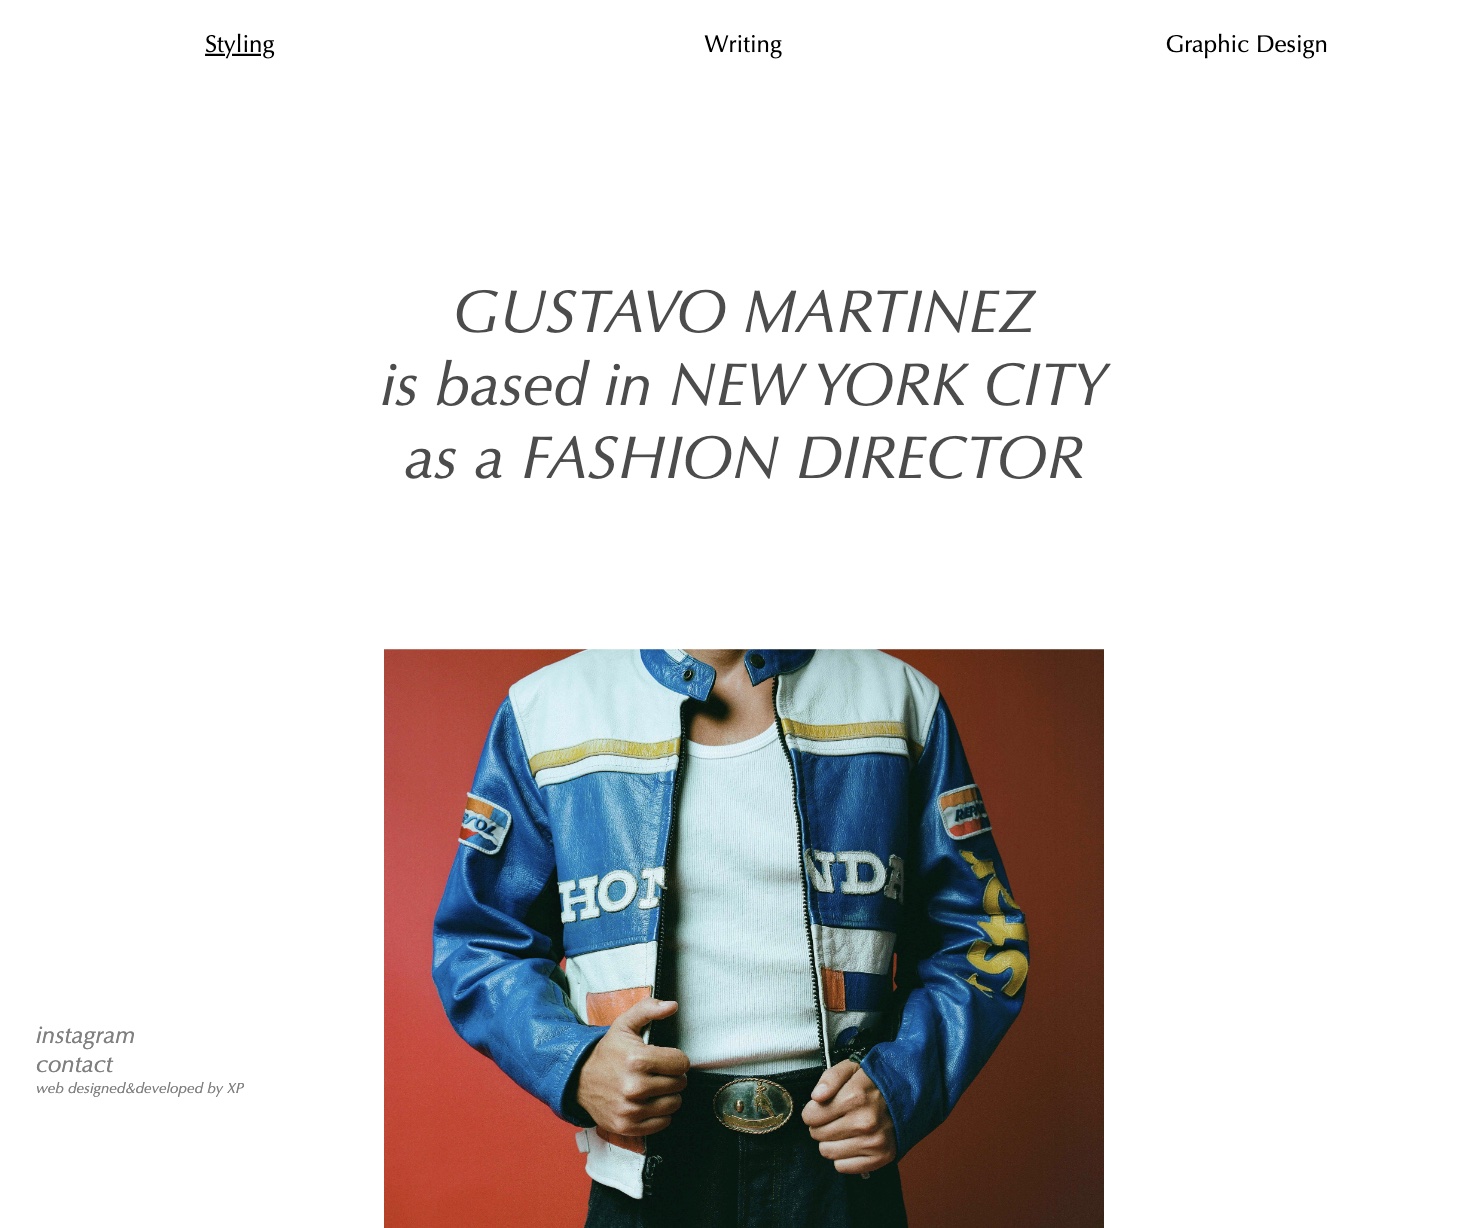 Styling
Writing
Graphic Design
GUSTAVO MARTINEZ
is based in NEW YORK CITY
as a FASHION DIRECTOR
HON
NDA
instagram
contact
web designed&developed by XP